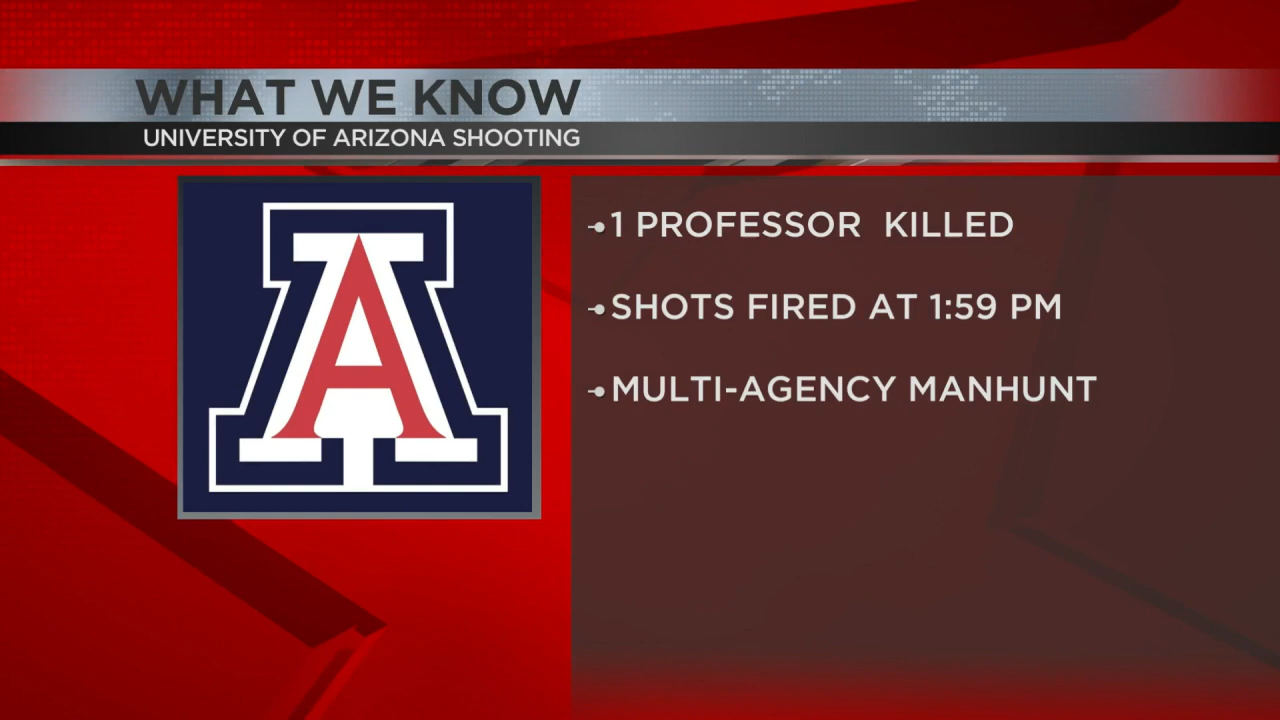 WHAT WE KNOW
UNIVERSITY OF ARIZONA SHOOTING
A
1 PROFESSOR KILLED
SHOTS FIRED AT 1:59 PM
MULTI-AGENCY MANHUNT